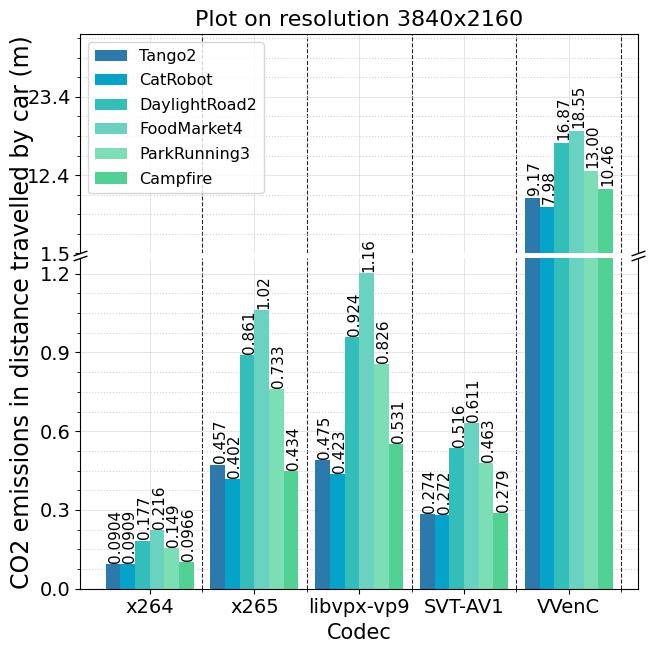 Plot on resolution 3840x2160
CO2 emissions in distance travelled by car (m)
Tango2
CatRobot
DaylightRoad2
FoodMarket4
ParkRunning3
Campfire
23.4
12.4
1.5
1.2
0.9
0.6
0.3
0.0
0.0904
0.0909
0.177
0.216
0.149
0.0966
0.457
0.402
0.861
1.02
0.733
0.434
0.475
0.423
0.924
1.16
0.826
0.531
0.274
0.272
0.516
0.611
0.463
0.279
9.17
7.98
16.87
18.55
13.00
10.46
x264
x265
libvpx-vp9
SVT-AV1
VVenC
Codec